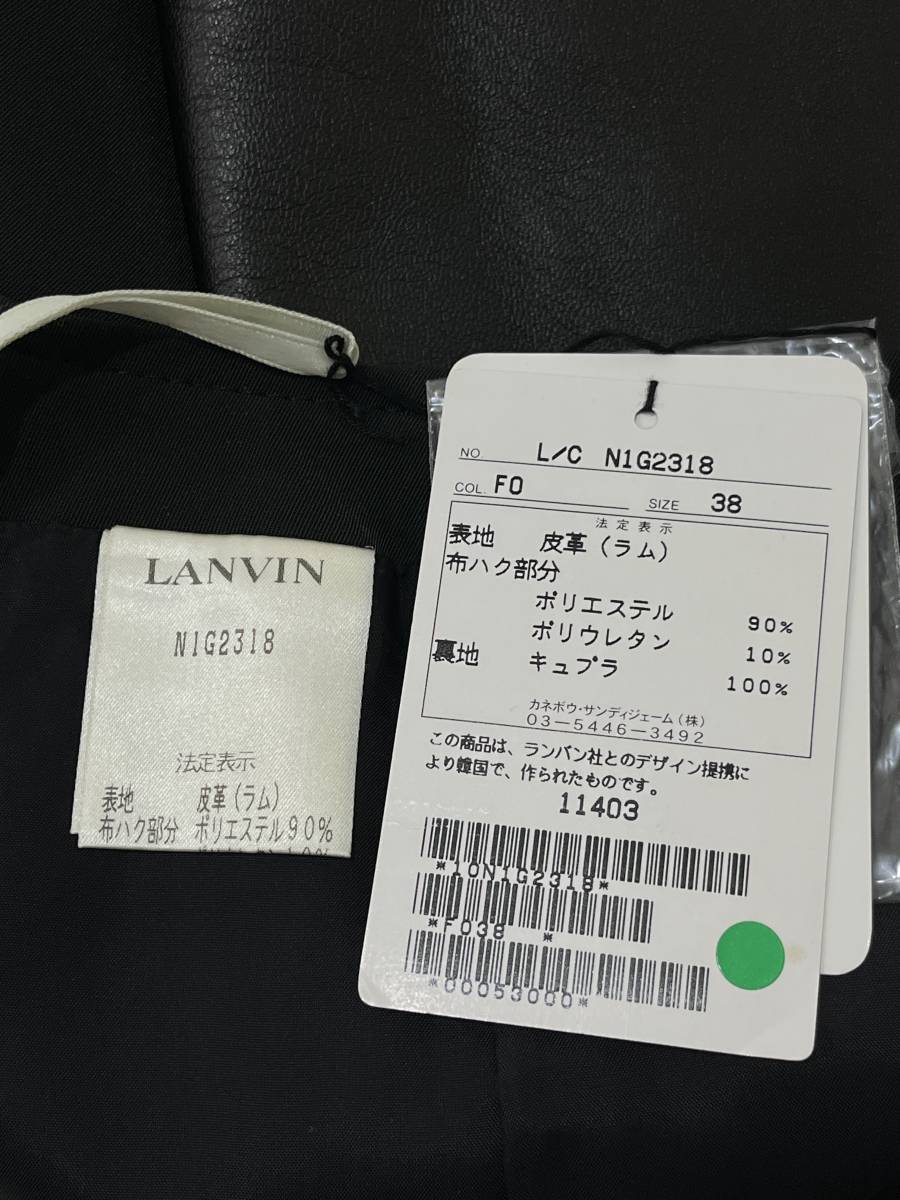 LANVIN
N1G2318
法定表示
表地 皮革(ラム)
布ハク部分 ポリエステル90%
NO. L/C N1G2318
COL. F0 SIZE 38
法定表示
表地 皮革(ラム)
布ハク部分
ポリエステル 90%
ポリウレタン 10%
裏地 キュプラ 100%
カネボウ・サンディジェーム(株)
03-5446-3492
この商品は、ランバン社とのデザイン提携に
より韓国で、作られたものです。
11403
*10N1G2318*
*F038 *
*00053000*